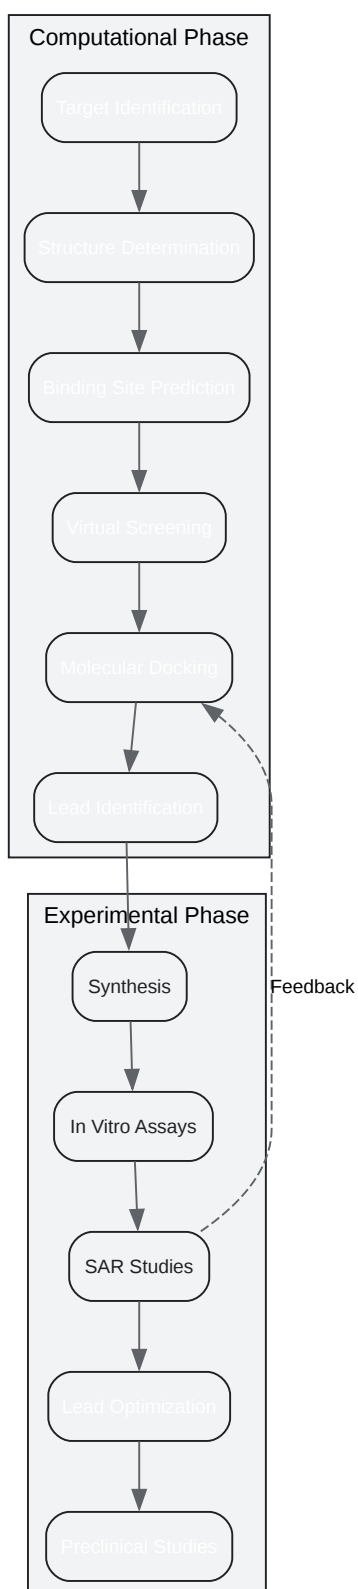 Computational Phase
Target Identification
Structure Determination
Binding Site Prediction
Virtual Screening
Molecular Docking
Lead Identification
Experimental Phase
Synthesis
Feedback
In Vitro Assays
SAR Studies
Lead Optimization
Preclinical Studies